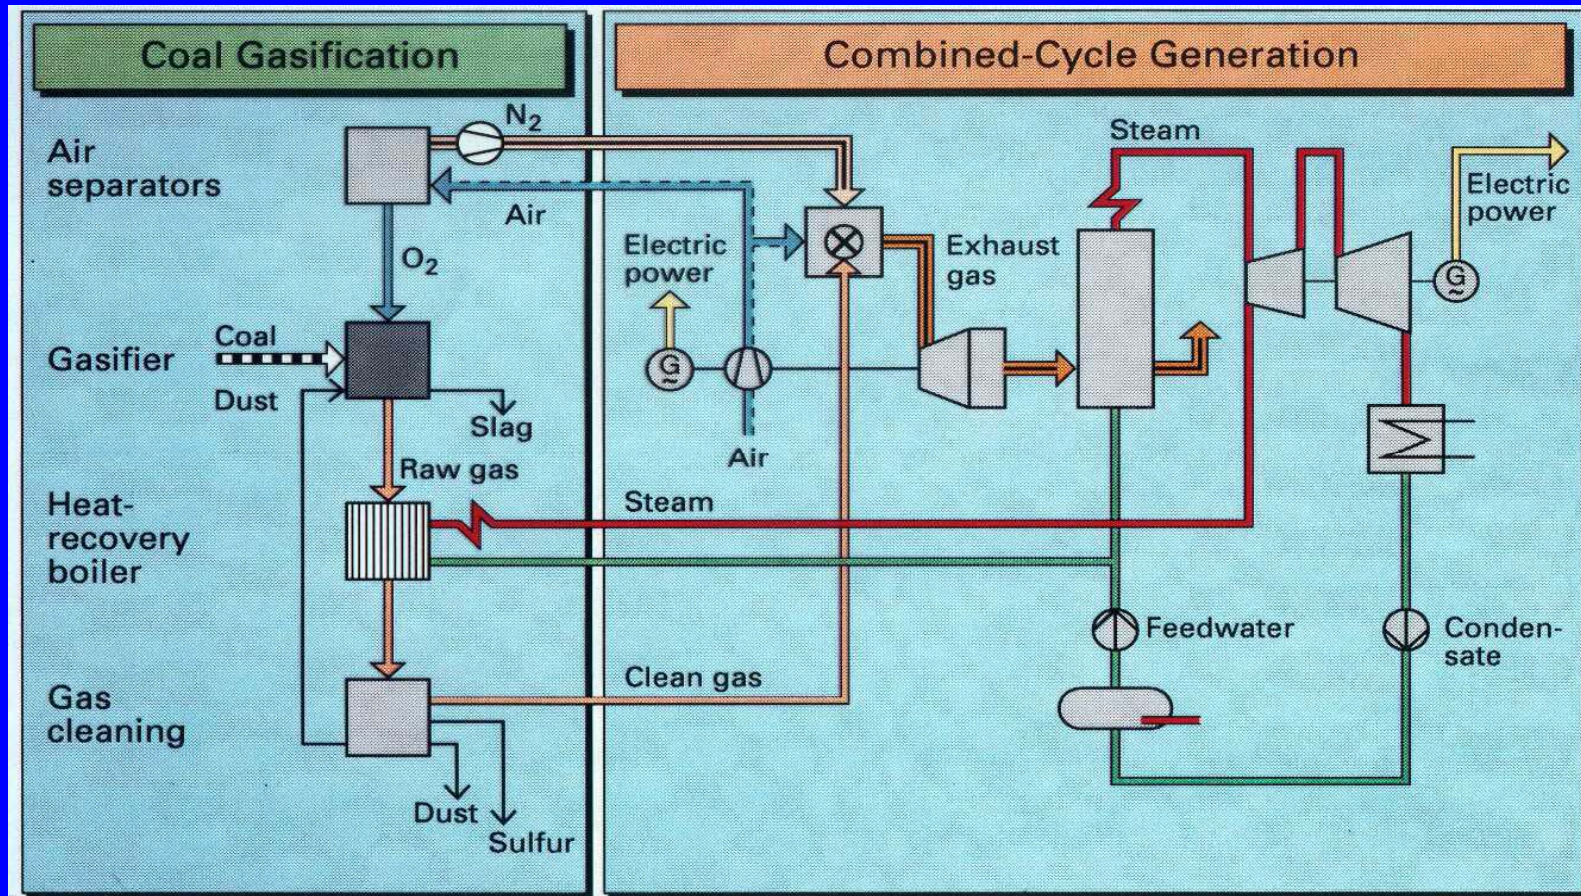 Coal Gasification
Combined-Cycle Generation
Air
separators
N2
Air
O2
Coal
Gasifier
Dust
Slag
Raw gas
Heat-
recovery
boiler
Gas
cleaning
Dust
Sulfur
Electric
power
G
~
Air
Exhaust
gas
Steam
Electric
power
G
~
Steam
Clean gas
Feedwater
Conden-
sate